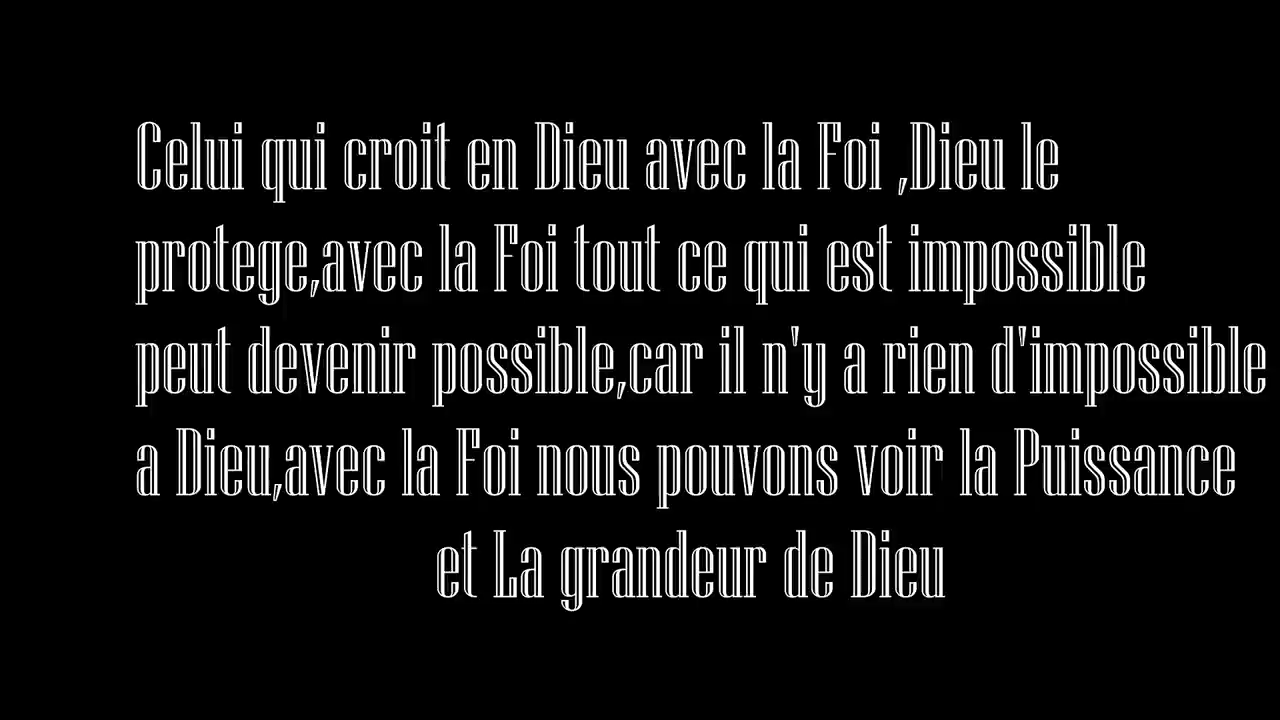 Celui qui croit en Dieu avec la Foi ,Dieu le
protege,avec la Foi tout ce qui est impossible
peut devenir possible,car il n'y a rien d'impossible
a Dieu,avec la Foi nous pouvons voir la Puissance
et La grandeur de Dieu